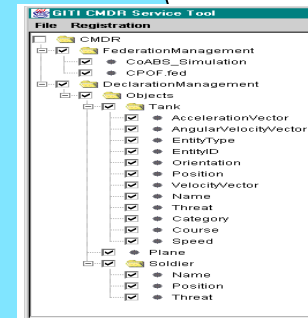 GITI CMDR Service Tool
File Registration
CMDR
FederationManagement
CoABS_Simulation
CPOF.fed
DeclarationManagement
Objects
Tank
AccelerationVector
AngularVelocityVector
EntityType
EntityID
Orientation
Position
VelocityVector
Name
Threat
Category
Course
Speed
Plane
Soldier
Name
Position
Threat